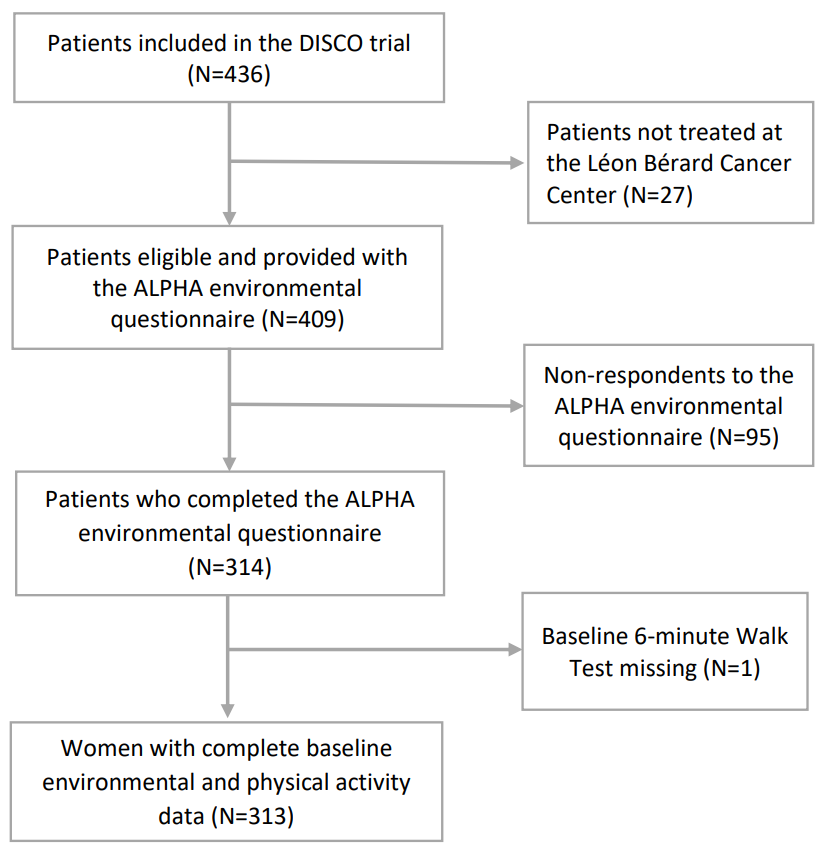 Patients included in the DISCO trial
(N=436)
Patients not treated at
the Léon Bérard Cancer
Center (N=27)
Patients eligible and provided with
the ALPHA environmental
questionnaire (N=409)
Non-respondents to the
ALPHA environmental
questionnaire (N=95)
Patients who completed the ALPHA
environmental questionnaire
(N=314)
Baseline 6-minute Walk
Test missing (N=1)
Women with complete baseline
environmental and physical activity
data (N=313)